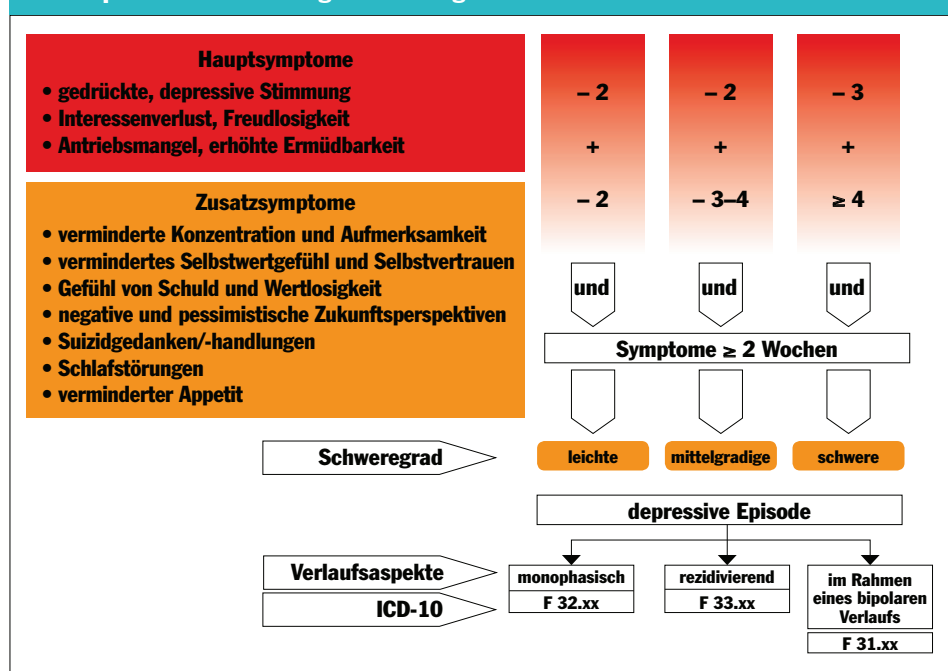 Hauptsymptome
• gedrückte, depressive Stimmung
• Interessenverlust, Freudlosigkeit
• Antriebsmangel, erhöhte Ermüdbarkeit
– 2 – 2 – 3
+ + +
– 2 – 3–4 ≥ 4
Zusatzsymptome
• verminderte Konzentration und Aufmerksamkeit
• vermindertes Selbstwertgefühl und Selbstvertrauen
• Gefühl von Schuld und Wertlosigkeit
• negative und pessimistische Zukunftsperspektiven
• Suizidgedanken/-handlungen
• Schlafstörungen
• verminderter Appetit
und und und
Symptome ≥ 2 Wochen
Schweregrad leichte mittelgradige schwere
depressive Episode
Verlaufsaspekte monophasisch rezidivierend im Rahmen
eines bipolaren
Verlaufs
ICD-10 F 32.xx F 33.xx F 31.xx